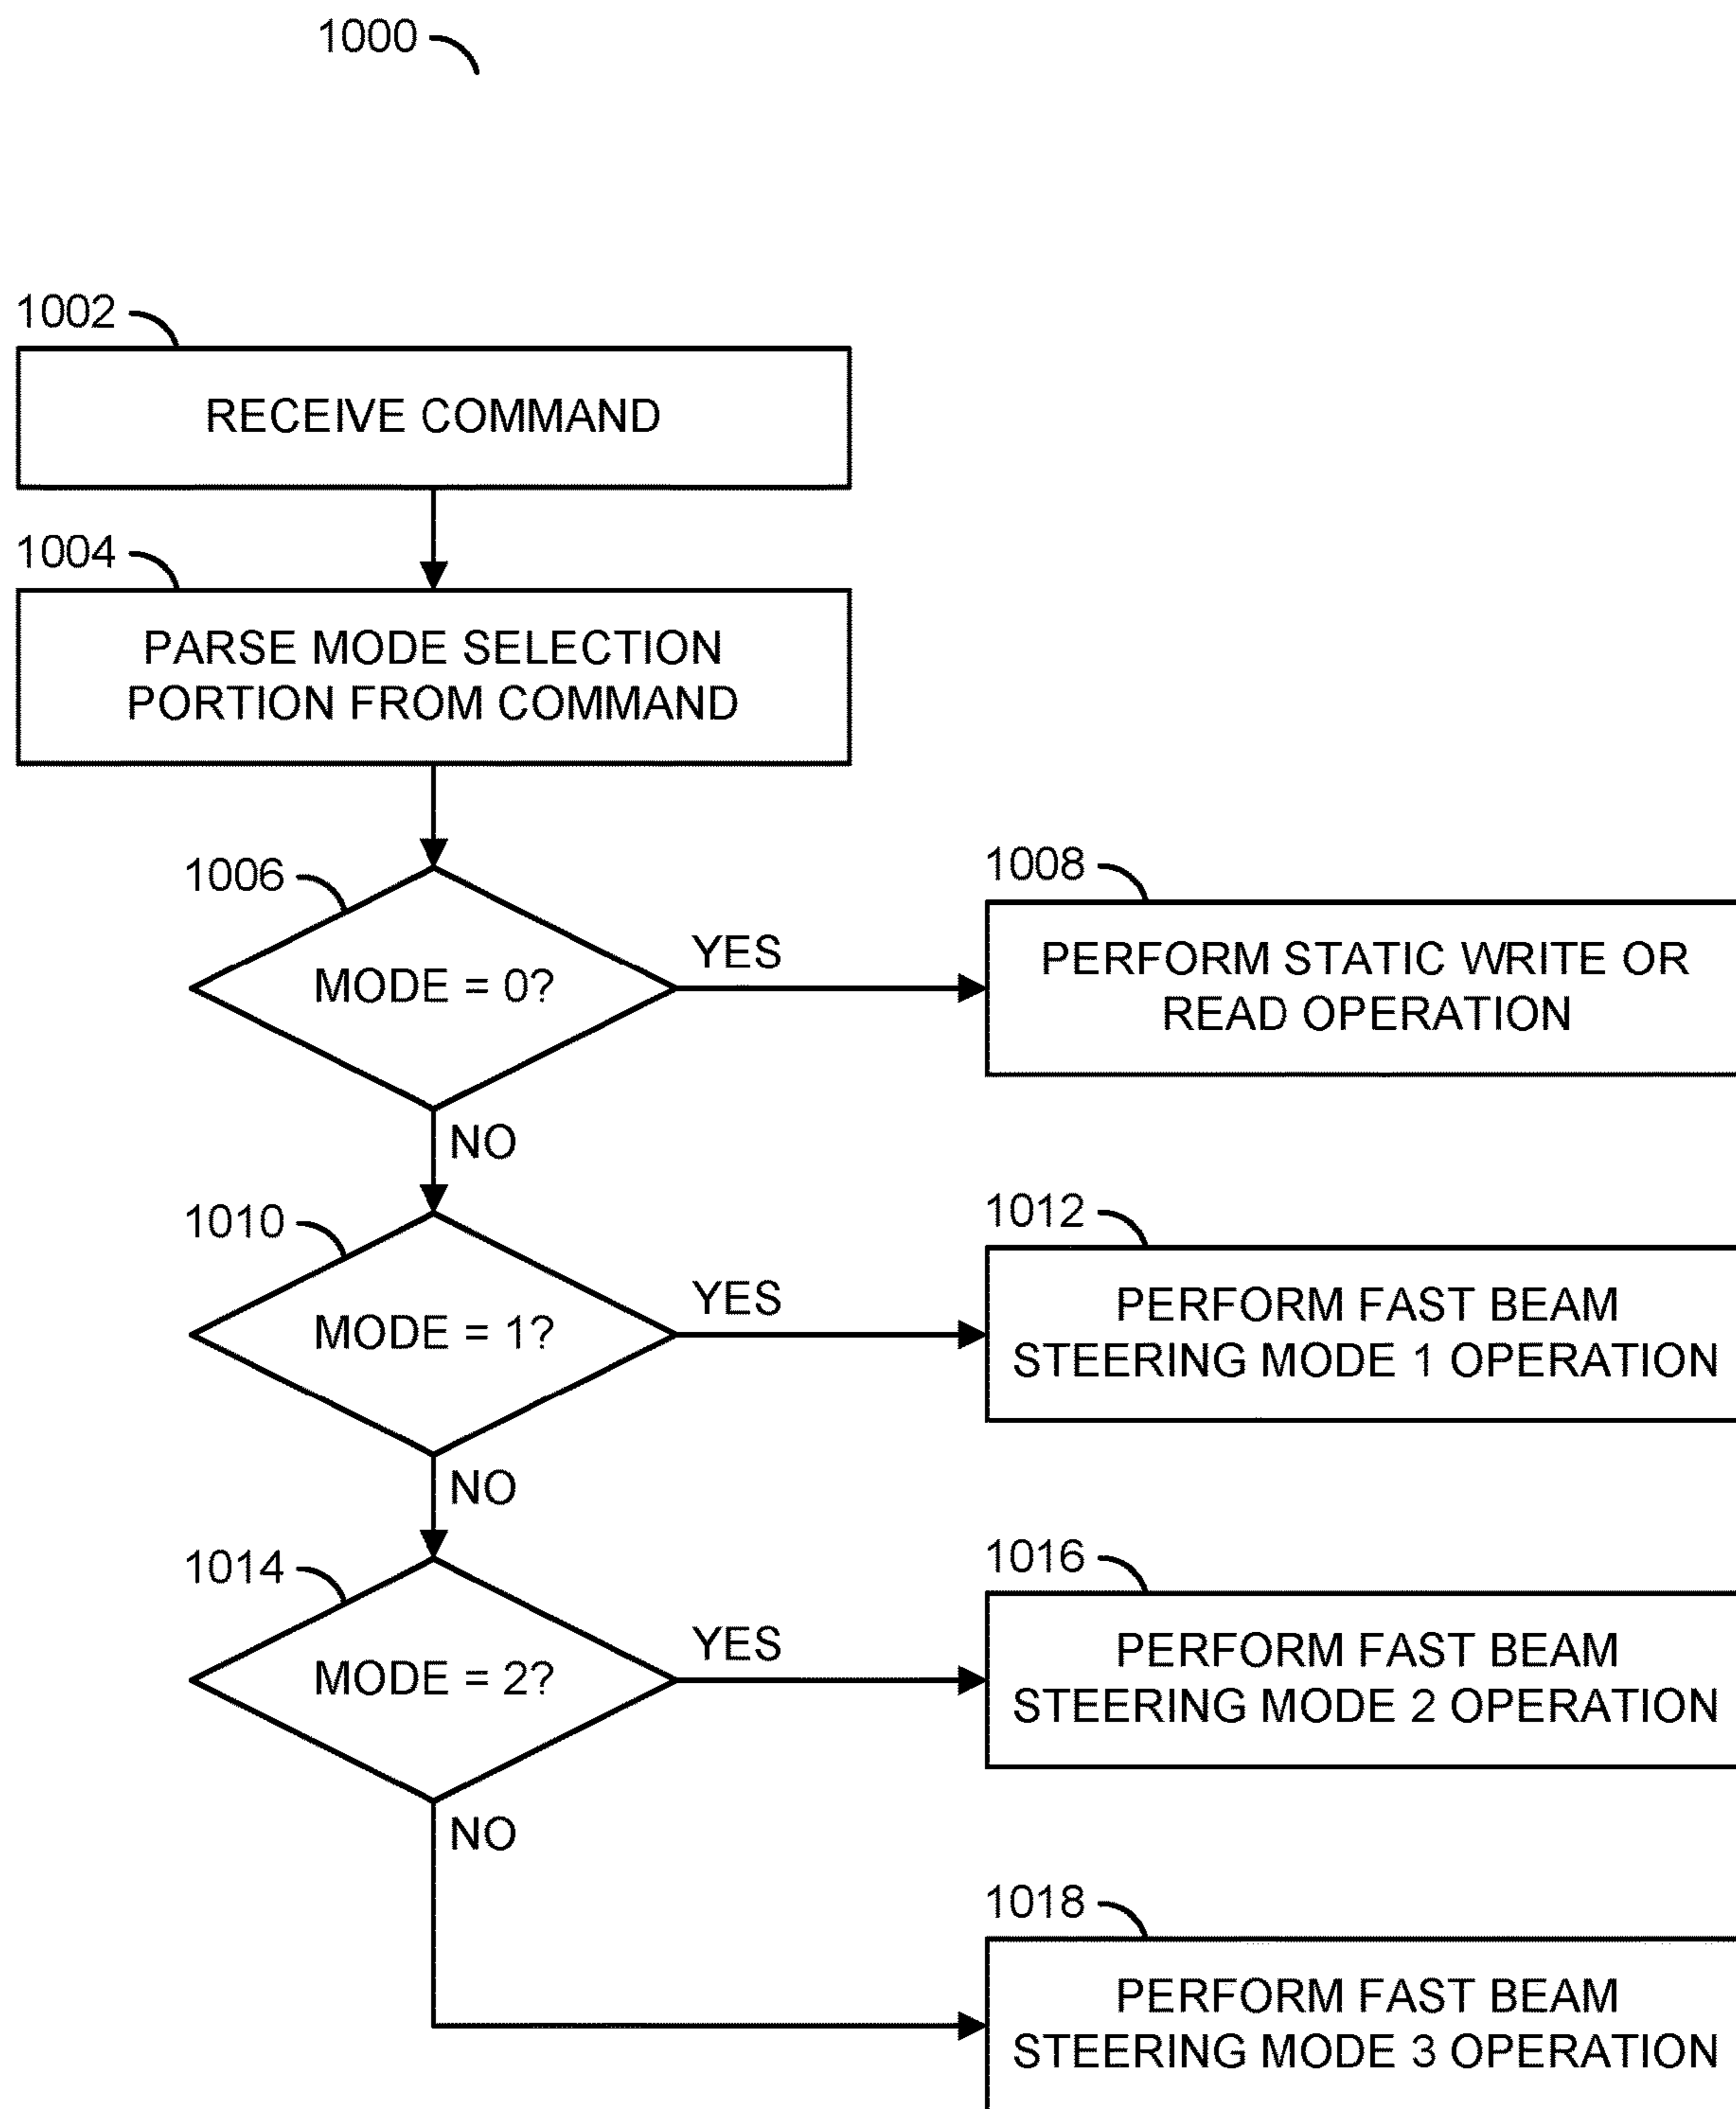 1000
1002
RECEIVE COMMAND
1004
PARSE MODE SELECTION
PORTION FROM COMMAND
1006
MODE = 0?
YES
NO
1008
PERFORM STATIC WRITE OR
READ OPERATION
1010
MODE = 1?
YES
NO
1012
PERFORM FAST BEAM
STEERING MODE 1 OPERATION
1014
MODE = 2?
YES
NO
1016
PERFORM FAST BEAM
STEERING MODE 2 OPERATION
1018
PERFORM FAST BEAM
STEERING MODE 3 OPERATION